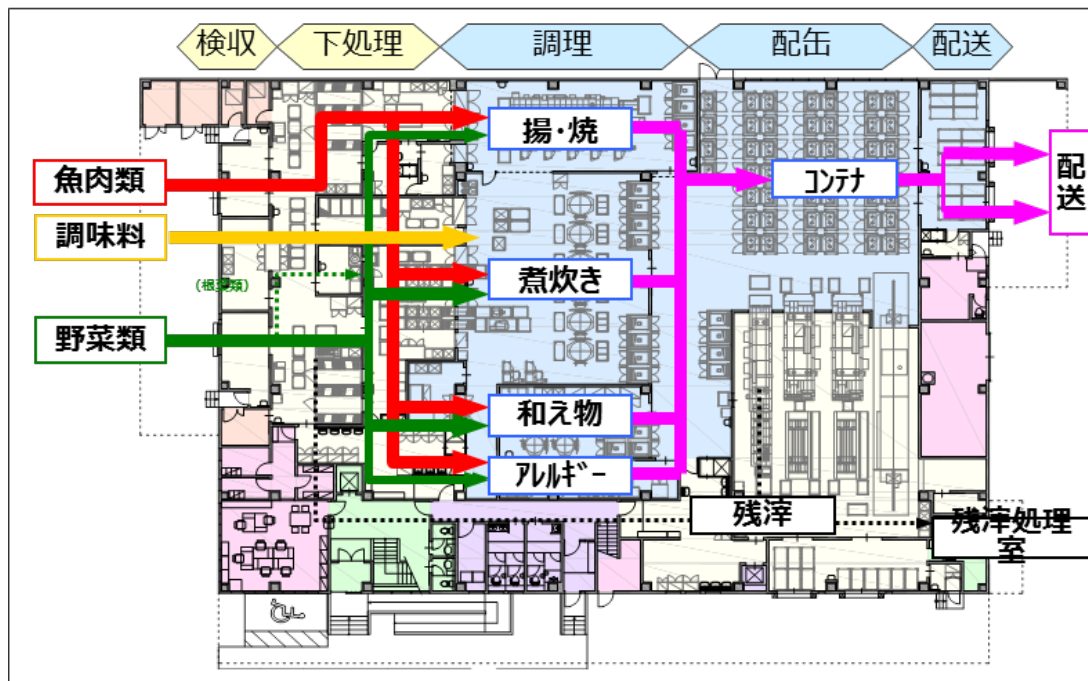 検収
下処理
調理
配缶
配送
揚・焼
魚肉類
コンテナ
配送
調味料
煮炊き
(根菜類)
野菜類
和え物
アレルギー
残滓
残滓処理室